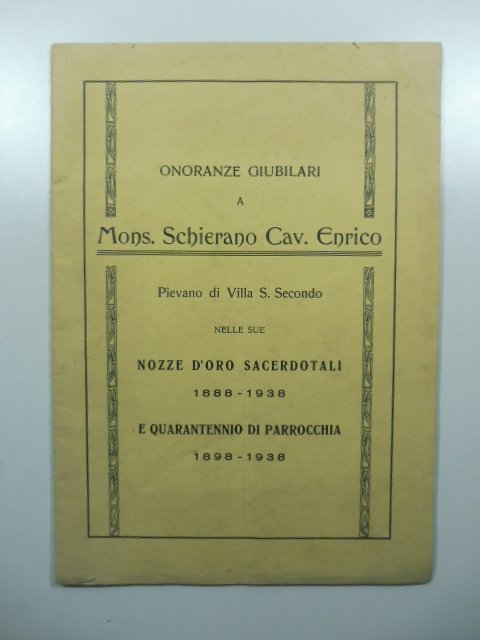 ONORANZE GIUBILARI
A
Mons. Schierano Cav. Enrico
Pievano di Villa S. Secondo
NELLE SUE
NOZZE D'ORO SACERDOTALI
1888-1938
E QUARANTENNIO DI PARROCCHIA
1898-1938